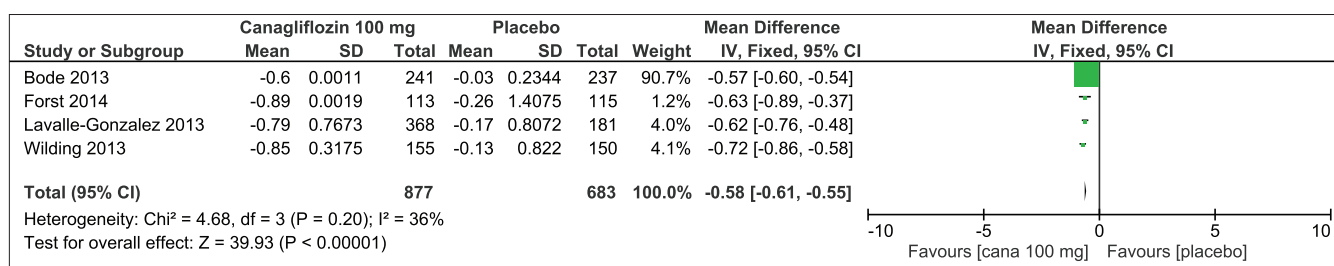 Canagliflozin 100 mg Placebo Mean Difference Mean Difference
Study or Subgroup Mean SD Total Mean SD Total Weight IV, Fixed, 95% CI IV, Fixed, 95% CI
Bode 2013 -0.6 0.0011 241 -0.03 0.2344 237 90.7% -0.57 [-0.60, -0.54]
Forst 2014 -0.89 0.0019 113 -0.26 1.4075 115 1.2% -0.63 [-0.89, -0.37]
Lavalle-Gonzalez 2013 -0.79 0.7673 368 -0.17 0.8072 181 4.0% -0.62 [-0.76, -0.48]
Wilding 2013 -0.85 0.3175 155 -0.13 0.822 150 4.1% -0.72 [-0.86, -0.58]
Total (95% CI) 877 683 100.0% -0.58 [-0.61, -0.55]
Heterogeneity: Chi² = 4.68, df = 3 (P = 0.20); I² = 36%
Test for overall effect: Z = 39.93 (P < 0.00001)
-10 -5 0 5 10
Favours [cana 100 mg] Favours [placebo]